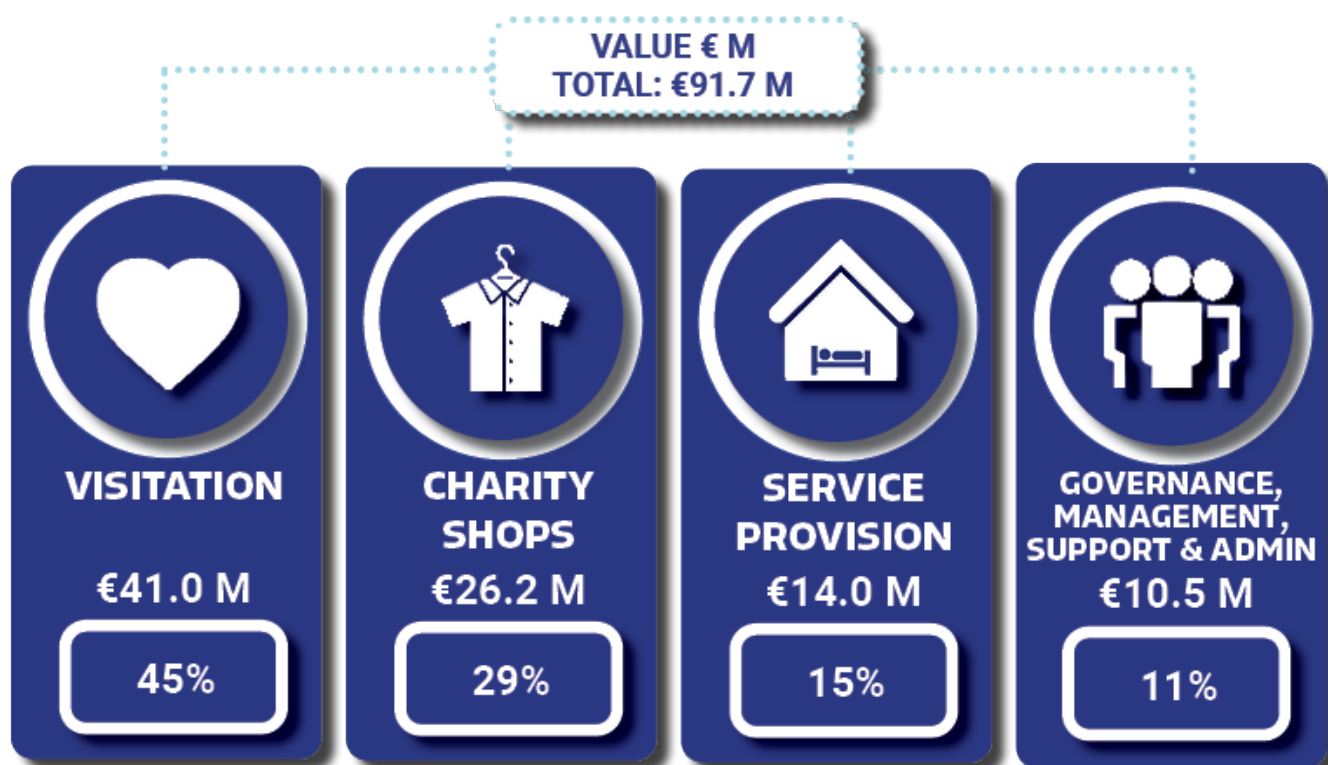 VALUE € M
TOTAL: €91.7 M
VISITATION
€41.0 M
45%
CHARITY
SHOPS
€26.2 M
29%
SERVICE
PROVISION
€14.0 M
15%
GOVERNANCE,
MANAGEMENT,
SUPPORT & ADMIN
€10.5 M
11%